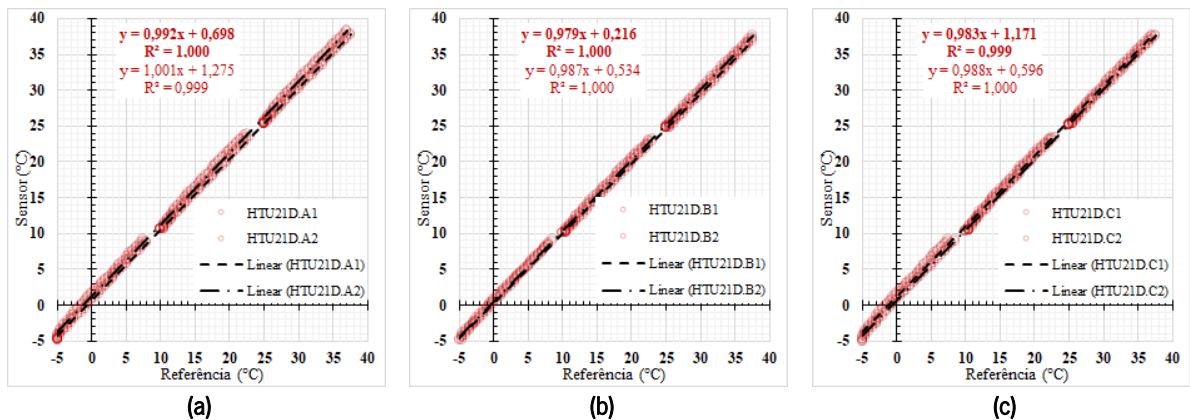 40
35
30
25
20
15
10
5
0
-5
-5 0 5 10 15 20 25 30 35 40
Sensor (°C)
Referência (°C)
y = 0,992x + 0,698
R² = 1,000
y = 1,001x + 1,275
R² = 0,999
HTU21D.A1
HTU21D.A2
Linear (HTU21D.A1)
Linear (HTU21D.A2)
(a)
40
35
30
25
20
15
10
5
0
-5
-5 0 5 10 15 20 25 30 35 40
Sensor (°C)
Referência (°C)
y = 0,979x + 0,216
R² = 1,000
y = 0,987x + 0,534
R² = 1,000
HTU21D.B1
HTU21D.B2
Linear (HTU21D.B1)
Linear (HTU21D.B2)
(b)
40
35
30
25
20
15
10
5
0
-5
-5 0 5 10 15 20 25 30 35 40
Sensor (°C)
Referência (°C)
y = 0,983x + 1,171
R² = 0,999
y = 0,988x + 0,596
R² = 1,000
HTU21D.C1
HTU21D.C2
Linear (HTU21D.C1)
Linear (HTU21D.C2)
(c)